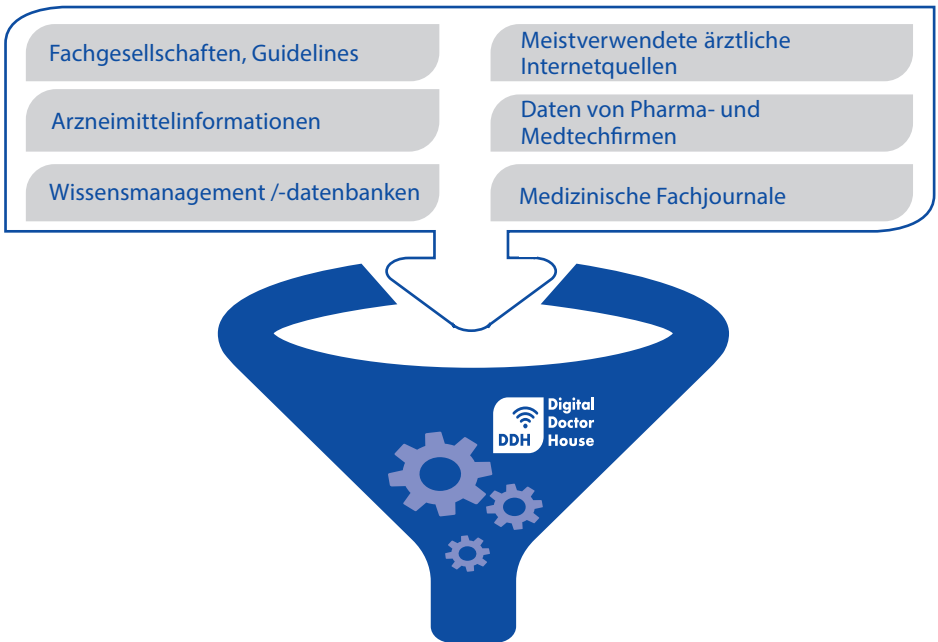 Fachgesellschaften, Guidelines
Arzneimittelinformationen
Wissensmanagement /-datenbanken
Meistverwendete ärztliche
Internetquellen
Daten von Pharma- und
Medtechfirmen
Medizinische Fachjournale
DDH
Digital
Doctor
House